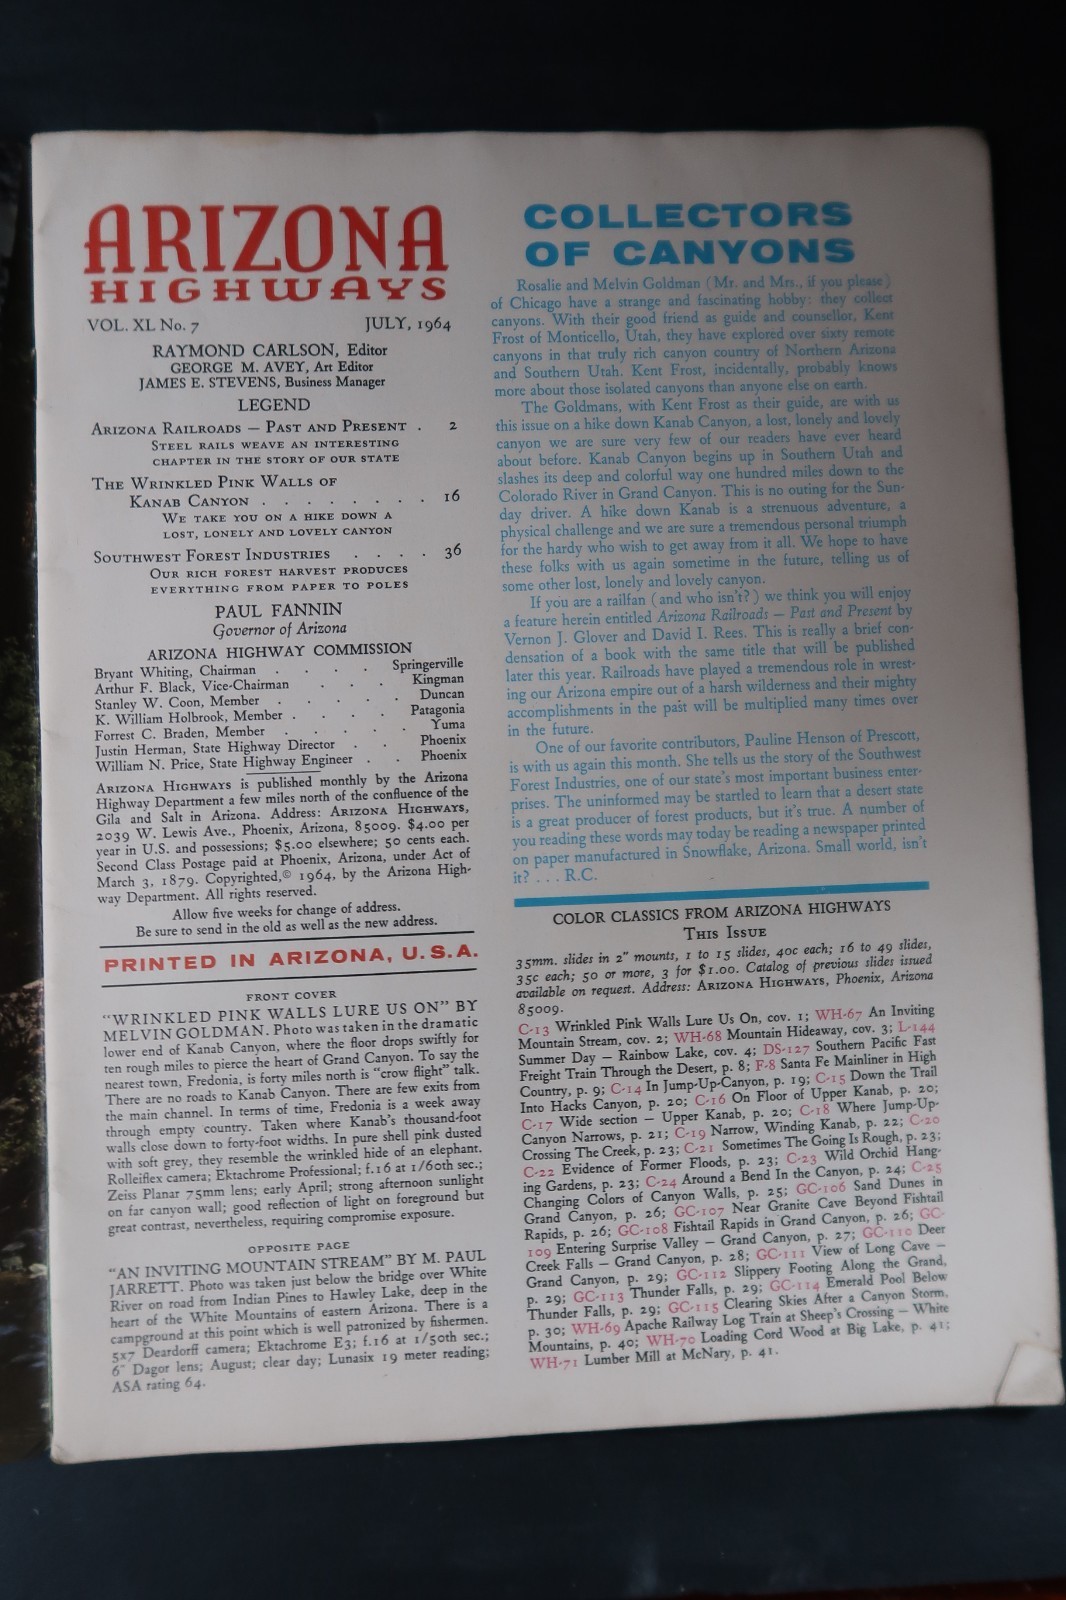 ARIZONA
HIGHWAYS
VOL. XL No. 7 JULY, 1964
RAYMOND CARLSON, Editor
GEORGE M. AVEY, Art Editor
JAMES E. STEVENS, Business Manager
LEGEND
ARIZONA RAILROADS — PAST AND PRESENT . 2
STEEL RAILS WEAVE AN INTERESTING
CHAPTER IN THE STORY OF OUR STATE
THE WRINKLED PINK WALLS OF
KANAB CANYON . . . . . . . . 16
WE TAKE YOU ON A HIKE DOWN A
LOST, LONELY AND LOVELY CANYON
SOUTHWEST FOREST INDUSTRIES . . . . 36
OUR RICH FOREST HARVEST PRODUCES
EVERYTHING FROM PAPER TO POLES
PAUL FANNIN
Governor of Arizona
ARIZONA HIGHWAY COMMISSION
Bryant Whiting, Chairman . . . . Springerville
Arthur F. Black, Vice-Chairman . . . Kingman
Stanley W. Coon, Member . . . . . Duncan
K. William Holbrook, Member . . . . Patagonia
Forrest C. Braden, Member . . . . . Yuma
Justin Herman, State Highway Director . . Phoenix
William N. Price, State Highway Engineer . . Phoenix
ARIZONA HIGHWAYS is published monthly by the Arizona
Highway Department a few miles north of the confluence of the
Gila and Salt in Arizona. Address: ARIZONA HIGHWAYS,
2039 W. Lewis Ave., Phoenix, Arizona, 85009. $4.00 per
year in U.S. and possessions; $5.00 elsewhere; 50 cents each.
Second Class Postage paid at Phoenix, Arizona, under Act of
March 3, 1879. Copyrighted,© 1964, by the Arizona High-
way Department. All rights reserved.
Allow five weeks for change of address.
Be sure to send in the old as well as the new address.
PRINTED IN ARIZONA, U.S.A.
FRONT COVER
"WRINKLED PINK WALLS LURE US ON" BY
MELVIN GOLDMAN. Photo was taken in the dramatic
lower end of Kanab Canyon, where the floor drops swiftly for
ten rough miles to pierce the heart of Grand Canyon. To say the
nearest town, Fredonia, is forty miles north is "crow flight" talk.
There are no roads to Kanab Canyon. There are few exits from
the main channel. In terms of time, Fredonia is a week away
through empty country. Taken where Kanab's thousand-foot
walls close down to forty-foot widths. In pure shell pink dusted
with soft grey, they resemble the wrinkled hide of an elephant.
Rolleiflex camera; Ektachrome Professional; f.16 at 1/60th sec.;
Zeiss Planar 75mm lens; early April; strong afternoon sunlight
on far canyon wall; good reflection of light on foreground but
great contrast, nevertheless, requiring compromise exposure.
OPPOSITE PAGE
"AN INVITING MOUNTAIN STREAM" BY M. PAUL
JARRETT. Photo was taken just below the bridge over White
River on road from Indian Pines to Hawley Lake, deep in the
heart of the White Mountains of eastern Arizona. There is a
campground at this point which is well patronized by fishermen.
5x7 Deardorff camera; Ektachrome E3; f.16 at 1/50th sec.;
6" Dagor lens; August; clear day; Lunasix 19 meter reading;
ASA rating 64.
COLLECTORS
OF CANYONS
Rosalie and Melvin Goldman (Mr. and Mrs., if you please)
of Chicago have a strange and fascinating hobby: they collect
canyons. With their good friend as guide and counsellor, Kent
Frost of Monticello, Utah, they have explored over sixty remote
canyons in that truly rich canyon country of Northern Arizona
and Southern Utah. Kent Frost, incidentally, probably knows
more about those isolated canyons than anyone else on earth.
The Goldmans, with Kent Frost as their guide, are with us
this issue on a hike down Kanab Canyon, a lost, lonely and lovely
canyon we are sure very few of our readers have ever heard
about before. Kanab Canyon begins up in Southern Utah and
slashes its deep and colorful way one hundred miles down to the
Colorado River in Grand Canyon. This is no outing for the Sun-
day driver. A hike down Kanab is a strenuous adventure, a
physical challenge and we are sure a tremendous personal triumph
for the hardy who wish to get away from it all. We hope to have
these folks with us again sometime in the future, telling us of
some other lost, lonely and lovely canyon.
If you are a railfan (and who isn't?) we think you will enjoy
a feature herein entitled Arizona Railroads — Past and Present by
Vernon J. Glover and David I. Rees. This is really a brief con-
densation of a book with the same title that will be published
later this year. Railroads have played a tremendous role in wrest-
ing our Arizona empire out of a harsh wilderness and their mighty
accomplishments in the past will be multiplied many times over
in the future.
One of our favorite contributors, Pauline Henson of Prescott,
is with us again this month. She tells us the story of the Southwest
Forest Industries, one of our state's most important business enter-
prises. The uninformed may be startled to learn that a desert state
is a great producer of forest products, but it's true. A number of
you reading these words may today be reading a newspaper printed
on paper manufactured in Snowflake, Arizona. Small world, isn't
it? . . . R.C.
COLOR CLASSICS FROM ARIZONA HIGHWAYS
THIS ISSUE
35mm. slides in 2" mounts, 1 to 15 slides, 40c each; 16 to 49 slides,
35c each; 50 or more, 3 for $1.00. Catalog of previous slides issued
available on request. Address: ARIZONA HIGHWAYS, Phoenix, Arizona
85009.
C-13 Wrinkled Pink Walls Lure Us On, cov. 1; WH-67 An Inviting
Mountain Stream, cov. 2; WH-68 Mountain Hideaway, cov. 3; L-144
Summer Day — Rainbow Lake, cov. 4; DS-127 Southern Pacific Fast
Freight Train Through the Desert, p. 8; F-8 Santa Fe Mainliner in High
Country, p. 9; C-14 In Jump-Up-Canyon, p. 19; C-15 Down the Trail
Into Hacks Canyon, p. 20; C-16 On Floor of Upper Kanab, p. 20;
C-17 Wide section — Upper Kanab, p. 20; C-18 Where Jump-Up-
Canyon Narrows, p. 21; C-19 Narrow, Winding Kanab, p. 22; C-20
Crossing The Creek, p. 23; C-21 Sometimes The Going Is Rough, p. 23;
C-22 Evidence of Former Floods, p. 23; C-23 Wild Orchid Hang-
ing Gardens, p. 23; C-24 Around a Bend In the Canyon, p. 24; C-25
Changing Colors of Canyon Walls, p. 25; GC-106 Sand Dunes in
Grand Canyon, p. 26; GC-107 Near Granite Cave Beyond Fishtail
Rapids, p. 26; GC-108 Fishtail Rapids in Grand Canyon, p. 26; GC-
109 Entering Surprise Valley — Grand Canyon, p. 27; GC-110 Deer
Creek Falls — Grand Canyon, p. 28; GC-111 View of Long Cave —
Grand Canyon, p. 29; GC-112 Slippery Footing Along the Grand,
p. 29; GC-113 Thunder Falls, p. 29; GC-114 Emerald Pool Below
Thunder Falls, p. 29; GC-115 Clearing Skies After a Canyon Storm,
p. 30; WH-69 Apache Railway Log Train at Sheep's Crossing — White
Mountains, p. 40; WH-70 Loading Cord Wood at Big Lake, p. 41;
WH-71 Lumber Mill at McNary, p. 41.